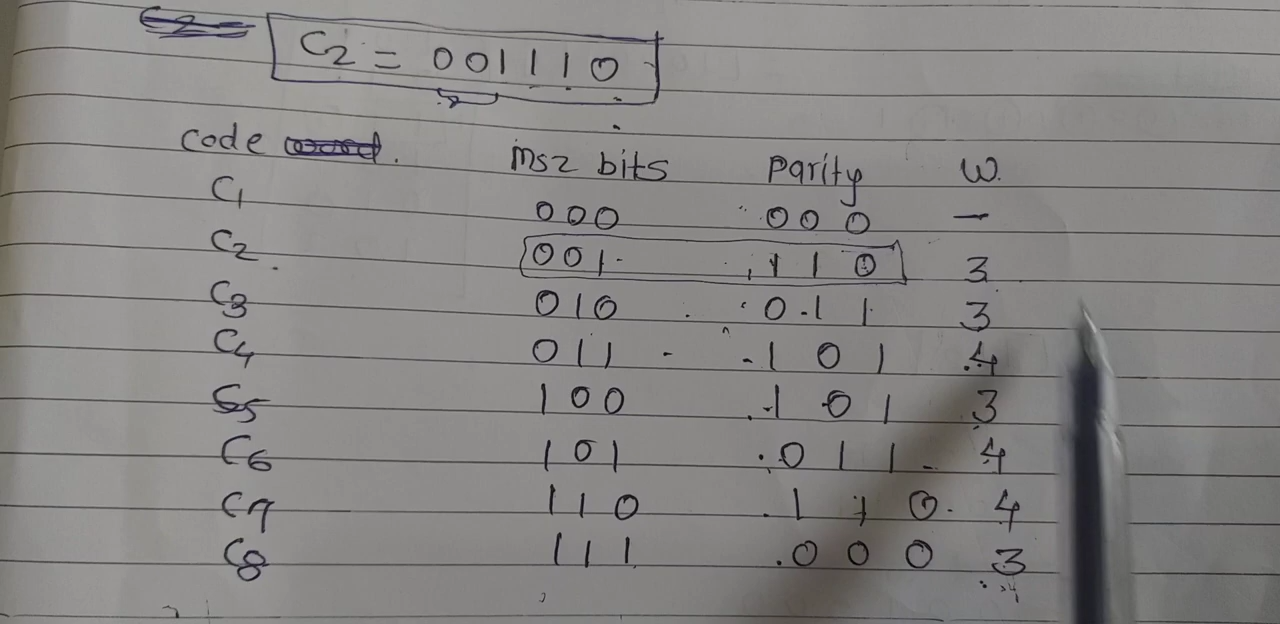 C2 = 001110
Code msz bits parity W.
C1 000 000 —
C2 001 110 3
C3 010 011 3
C4 011 101 4
C5 100 101 3
C6 101 011 4
C7 110 110 4
C8 111 000 3